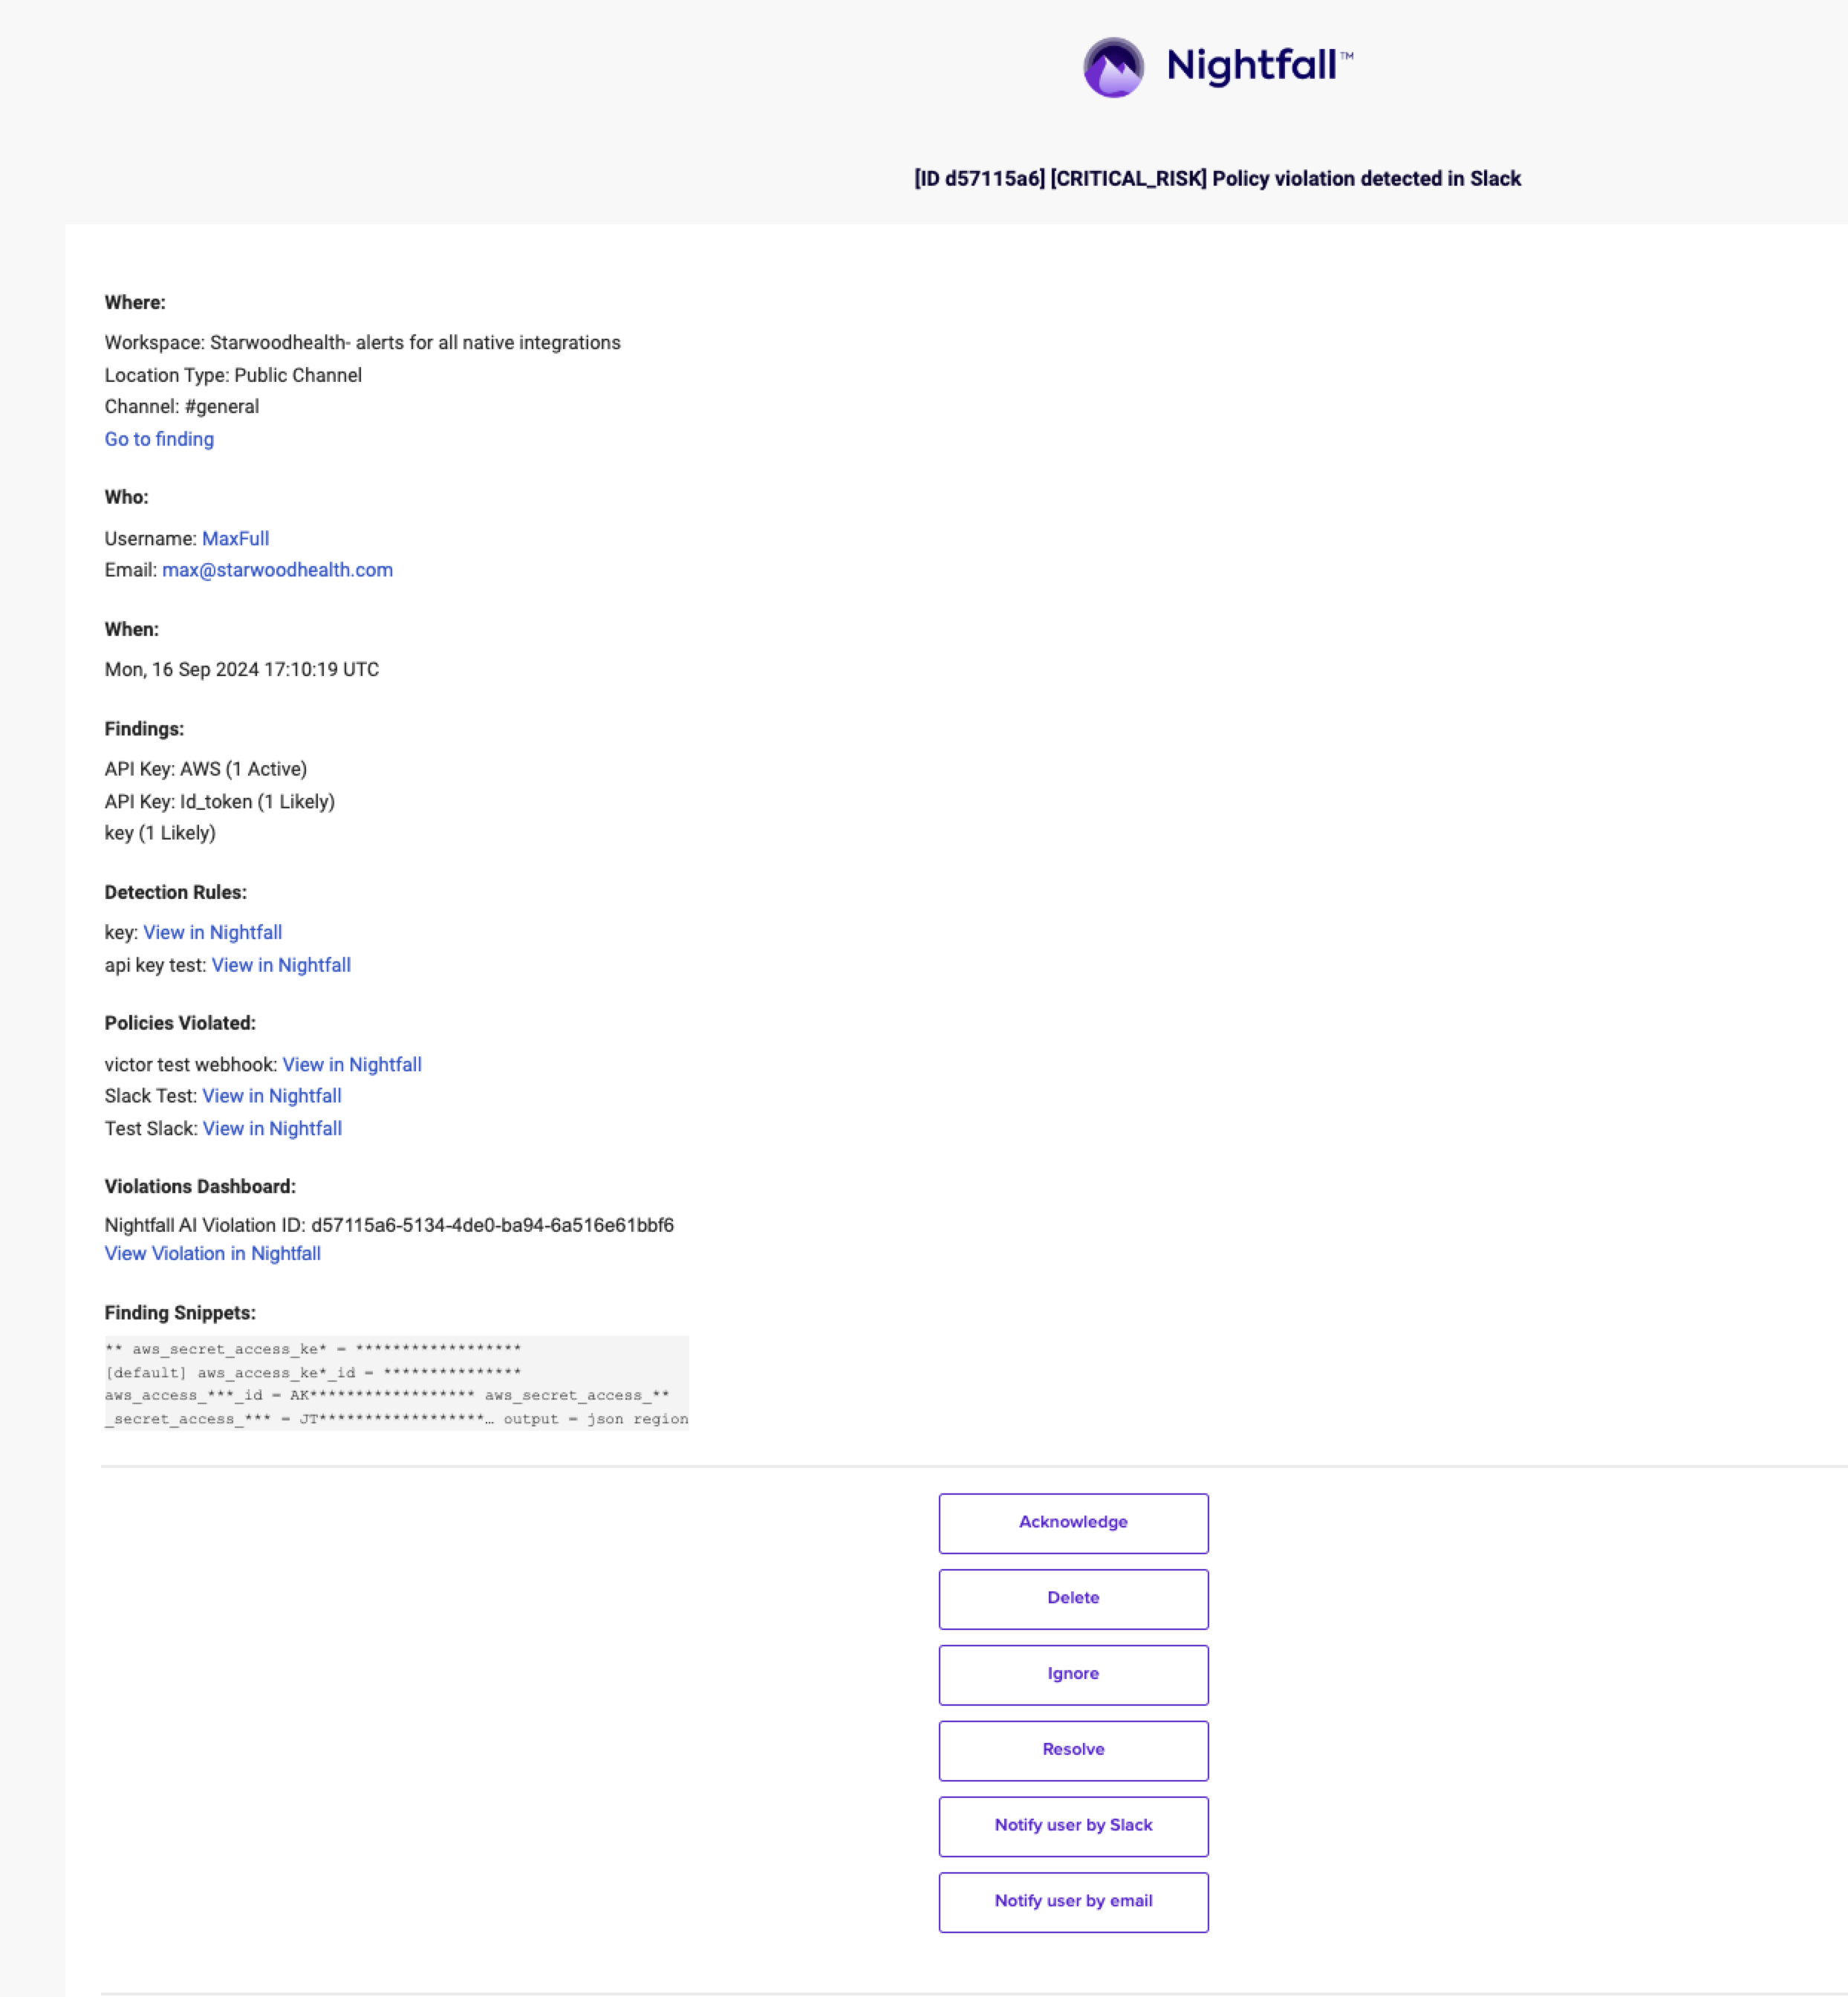 Nightfall™
[ID d57115a6] [CRITICAL_RISK] Policy violation detected in Slack
Where:
Workspace: Starwoodhealth- alerts for all native integrations
Location Type: Public Channel
Channel: #general
Go to finding
Who:
Username: MaxFull
Email: max@starwoodhealth.com
When:
Mon, 16 Sep 2024 17:10:19 UTC
Findings:
API Key: AWS (1 Active)
API Key: Id_token (1 Likely)
key (1 Likely)
Detection Rules:
key: View in Nightfall
api key test: View in Nightfall
Policies Violated:
victor test webhook: View in Nightfall
Slack Test: View in Nightfall
Test Slack: View in Nightfall
Violations Dashboard:
Nightfall AI Violation ID: d57115a6-5134-4de0-ba94-6a516e61bbf6
View Violation in Nightfall
Finding Snippets:
** aws_secret_access_ke* = ******************
[default] aws_access_ke*_id = ***************
aws_access_***_id = AK****************** aws_secret_access_**
_secret_access_*** = JT******************… output = json region
Acknowledge
Delete
Ignore
Resolve
Notify user by Slack
Notify user by email